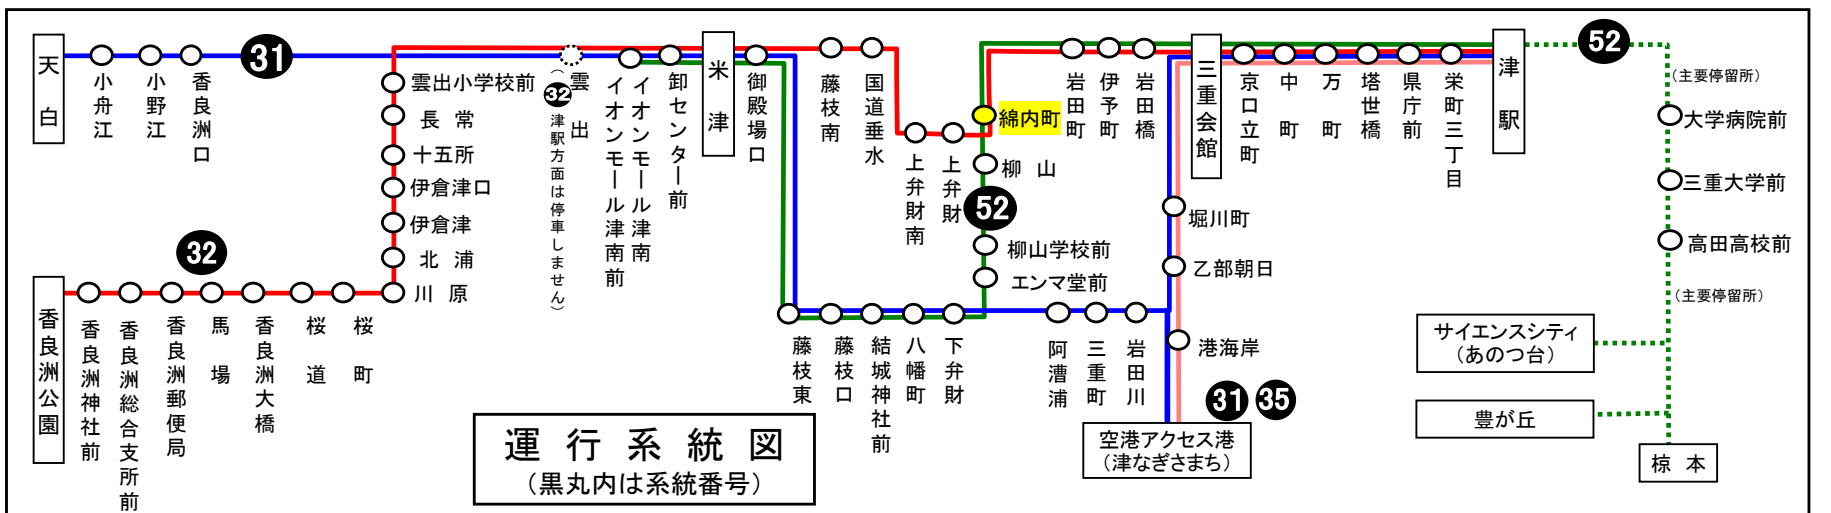 天白
小舟江
小野江
香良洲口
31
雲出
（32津駅方面は停車しません）
イオンモール津南前
イオンモール津南
卸センター前
米津
御殿場口
藤枝南
国道垂水
上弁財南
上弁財
綿内町
柳山
52
柳山学校前
エンマ堂前
岩田町
伊予町
岩田橋
三重会館
京口立町
中町
万町
塔世橋
県庁前
栄町三丁目
津駅
52
（主要停留所）
大学病院前
三重大学前
高田高校前
（主要停留所）
サイエンスシティ
（あのつ台）
豊が丘
椋本
雲出小学校前
長常
十五所
伊倉津口
伊倉津
北浦
川原
32
香良洲公園
香良洲神社前
香良洲総合支所前
香良洲郵便局
馬場
香良洲大橋
桜道
桜町
藤枝東
藤枝口
結城神社前
八幡町
下弁財
阿漕浦
三重町
岩田川
堀川町
乙部朝日
港海岸
31 35
空港アクセス港
（津なぎさまち）
運行系統図
（黒丸内は系統番号）